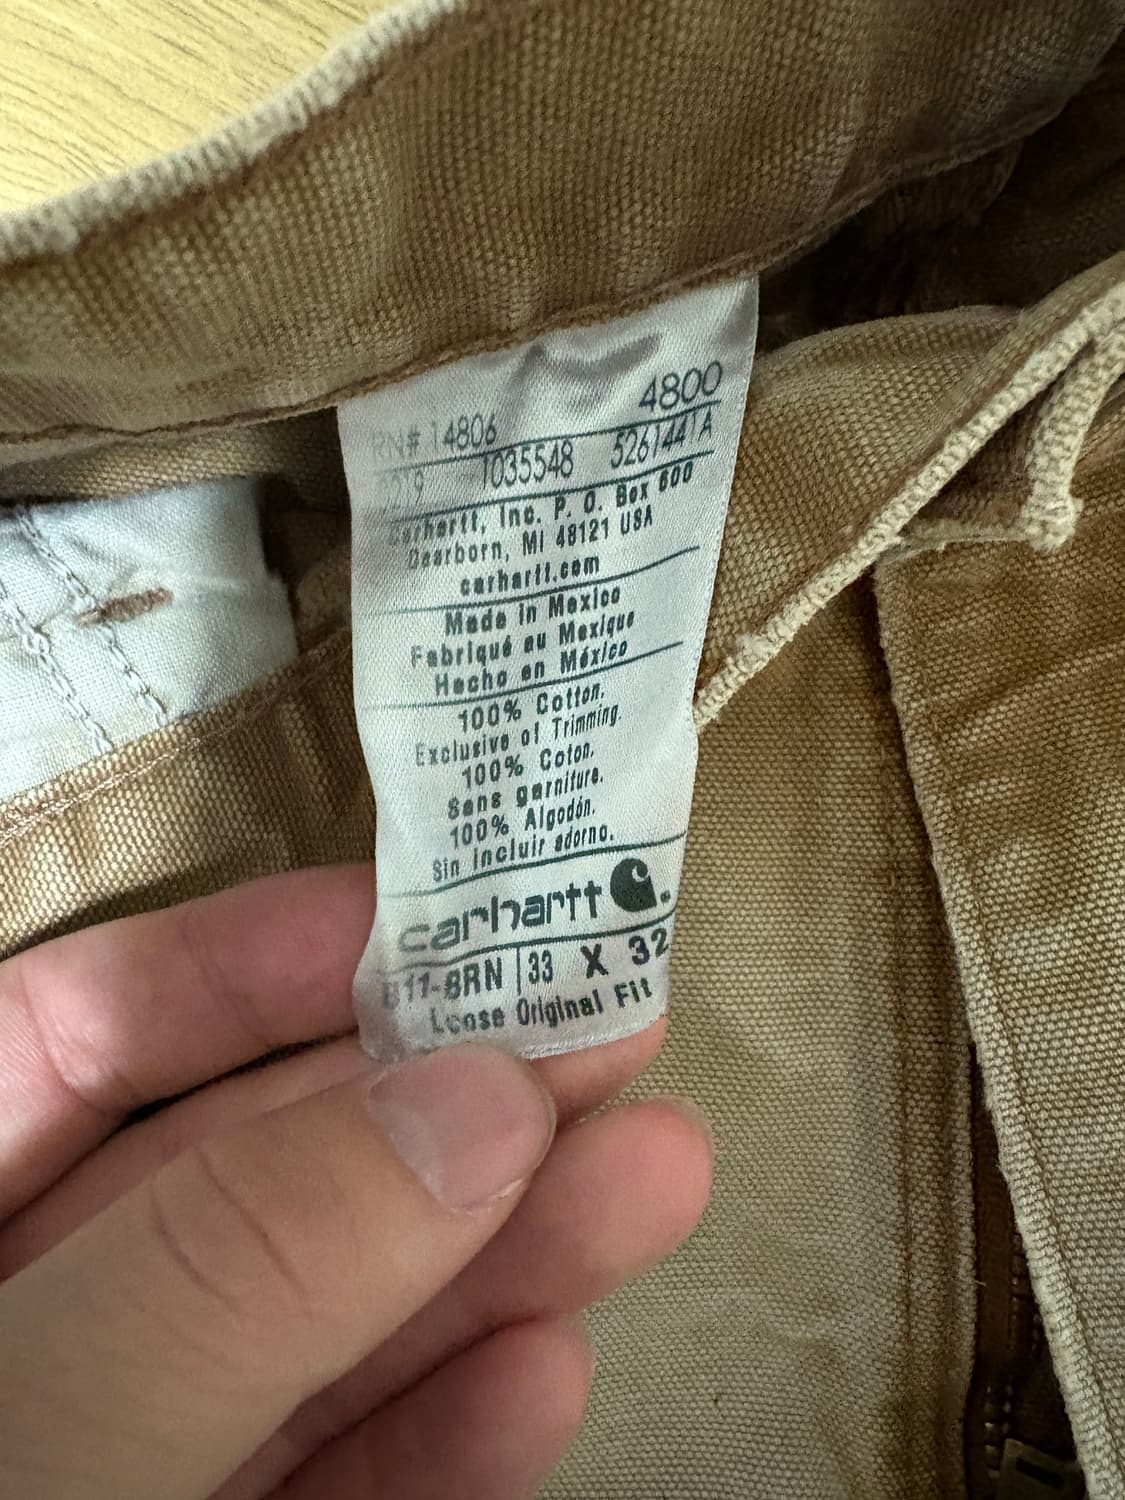 4800
RN# 14806
1035548 5261441A
Carhartt, Inc. P. O. Box 600
Dearborn, MI 48121 USA
carhartt.com
Made in Mexico
Fabriqué au Mexique
Hecho en México
100% Cotton.
Exclusive of Trimming.
100% Coton.
Sans garniture.
100% Algodón.
Sin incluir adorno.
carhartt
B11-BRN 33 X 32
Loose Original Fit